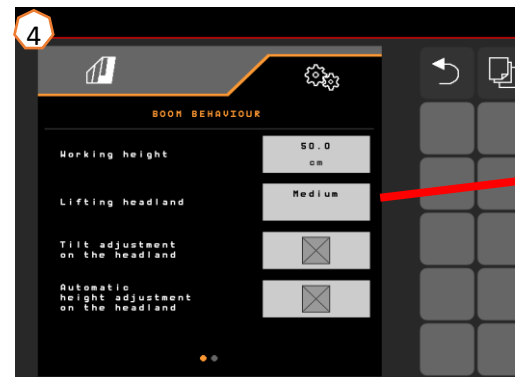 4
BOOM BEHAVIOUR
Working height
50.0
cm
Lifting headland
Medium
Tilt adjustment
on the headland
Automatic
height adjustment
on the headland